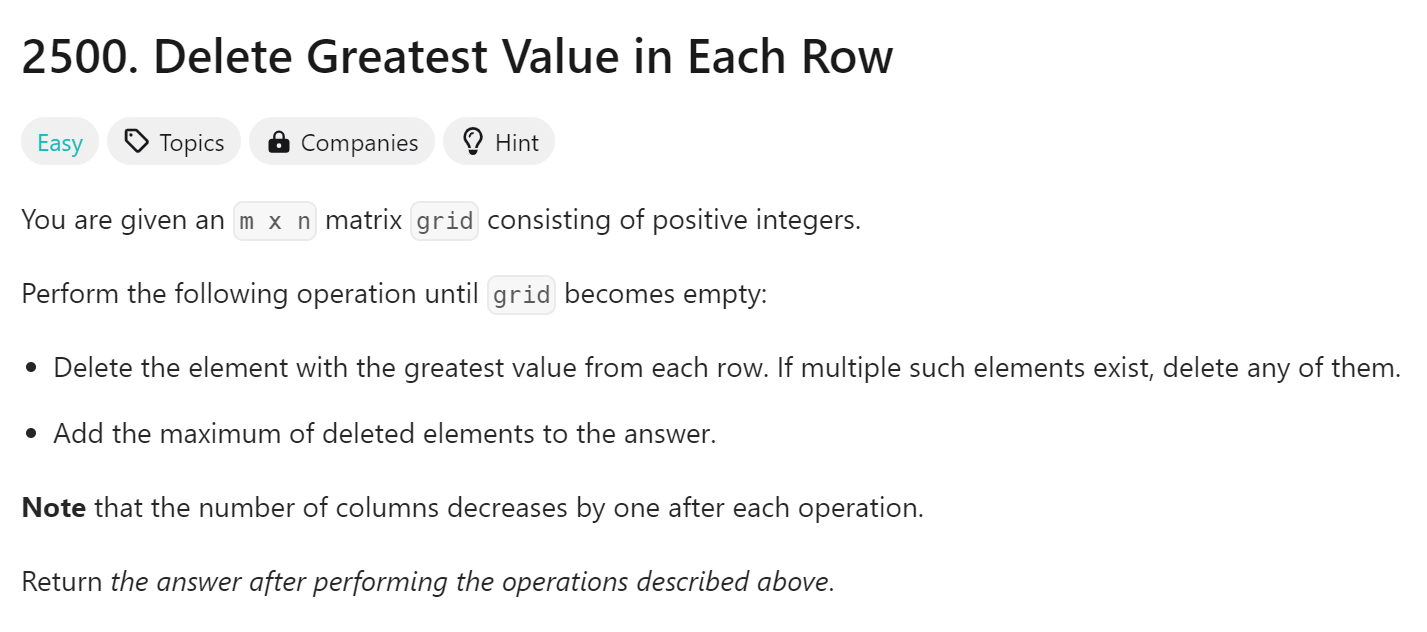 2500. Delete Greatest Value in Each Row
Easy Topics Companies Hint
You are given an m x n matrix grid consisting of positive integers.
Perform the following operation until grid becomes empty:
• Delete the element with the greatest value from each row. If multiple such elements exist, delete any of them.
• Add the maximum of deleted elements to the answer.
Note that the number of columns decreases by one after each operation.
Return the answer after performing the operations described above.